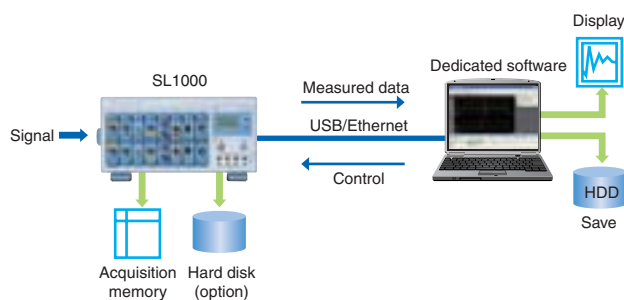 Display
SL1000
Dedicated software
Measured data
Signal
USB/Ethernet
Control
HDD
Save
Acquisition
memory
Hard disk
(option)